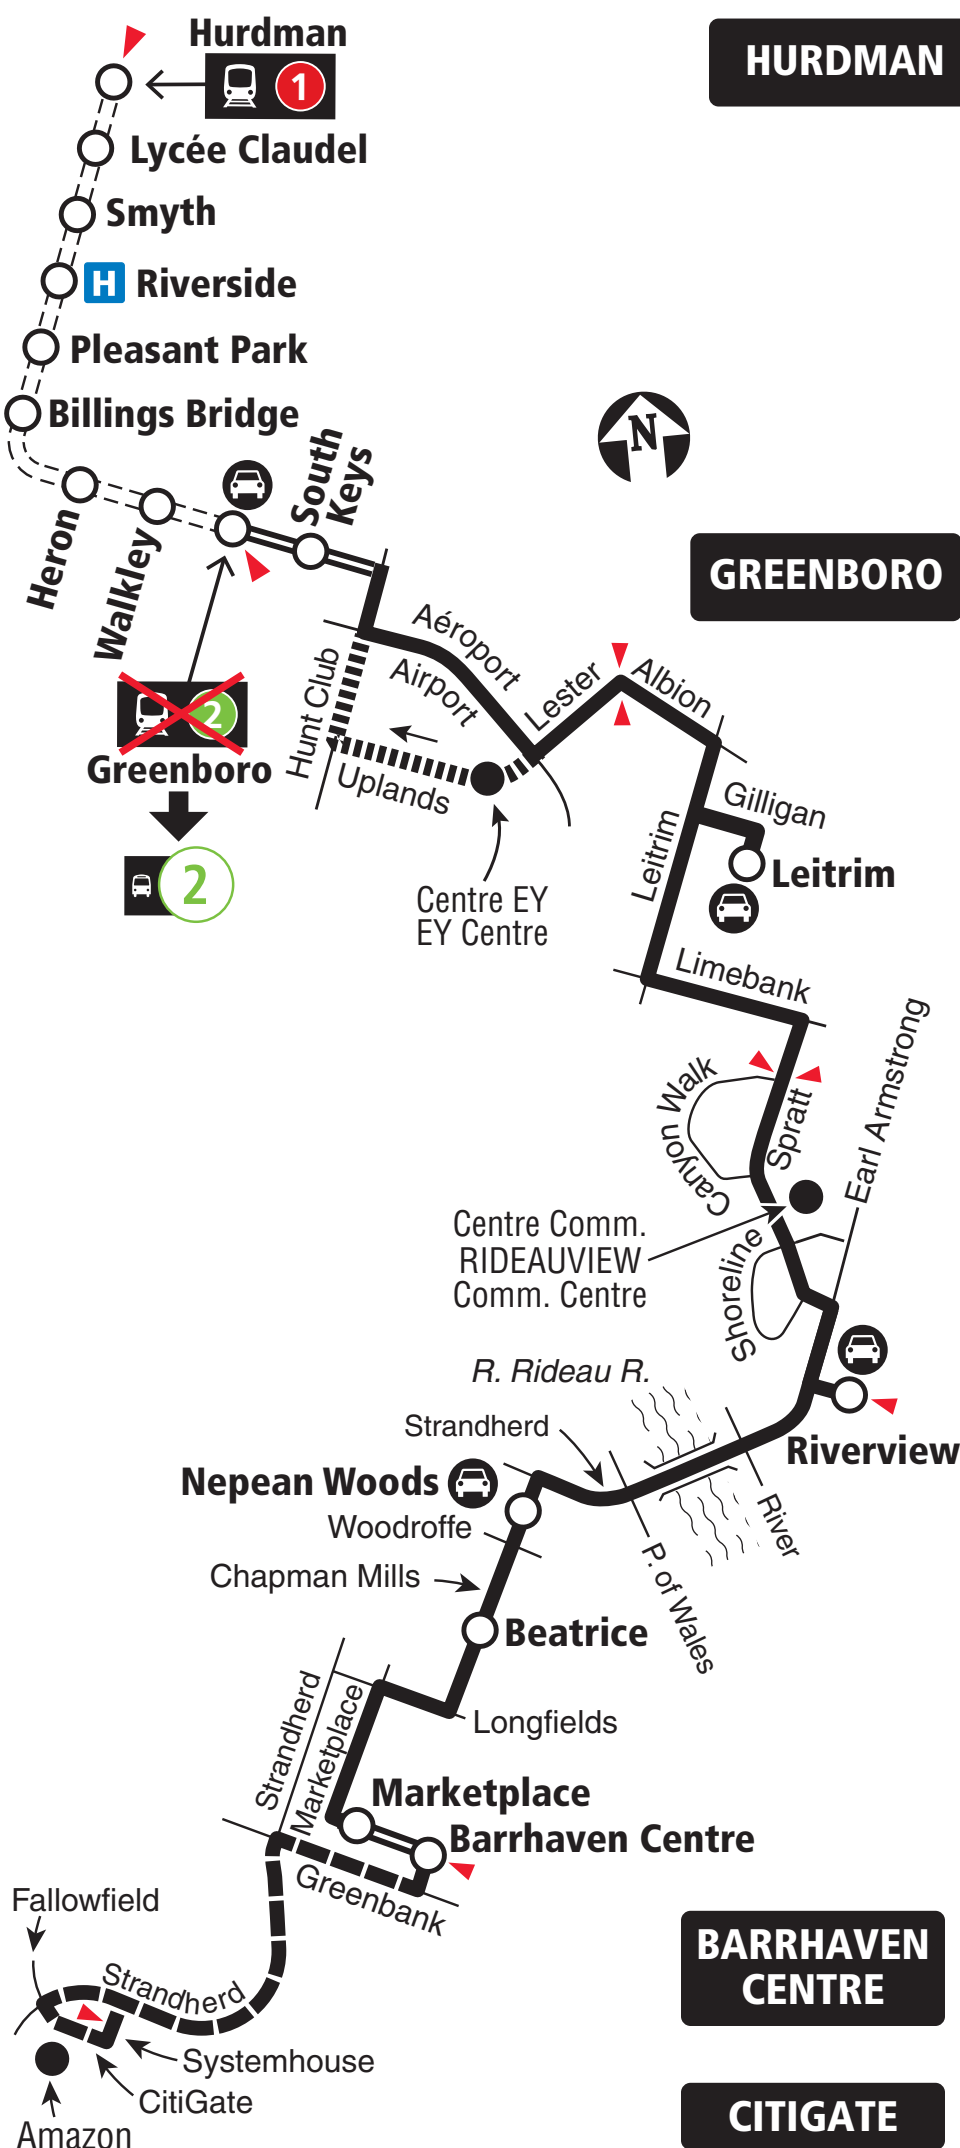 Hurdman
HURDMAN
1
Lycée Claudel
Smyth
H Riverside
Pleasant Park
Billings Bridge
N
South
Keys
Heron
Walkley
GREENBORO
Aéroport
Airport
Lester
Albion
Hunt Club
2
Greenboro
Uplands
Gilligan
Leitrim
Leitrim
2
Centre EY
EY Centre
Limebank
Earl Armstrong
Canyon Walk
Spratt
Centre Comm.
RIDEAUVIEW
Comm. Centre
Shoreline
R. Rideau R.
Strandherd
Riverview
Nepean Woods
Woodroffe
River
P. of Wales
Chapman Mills
Beatrice
Strandherd
Marketplace
Longfields
Marketplace
Barrhaven Centre
Greenbank
Fallowfield
Strandherd
BARRHAVEN
CENTRE
Systemhouse
CitiGate
Amazon
CITIGATE